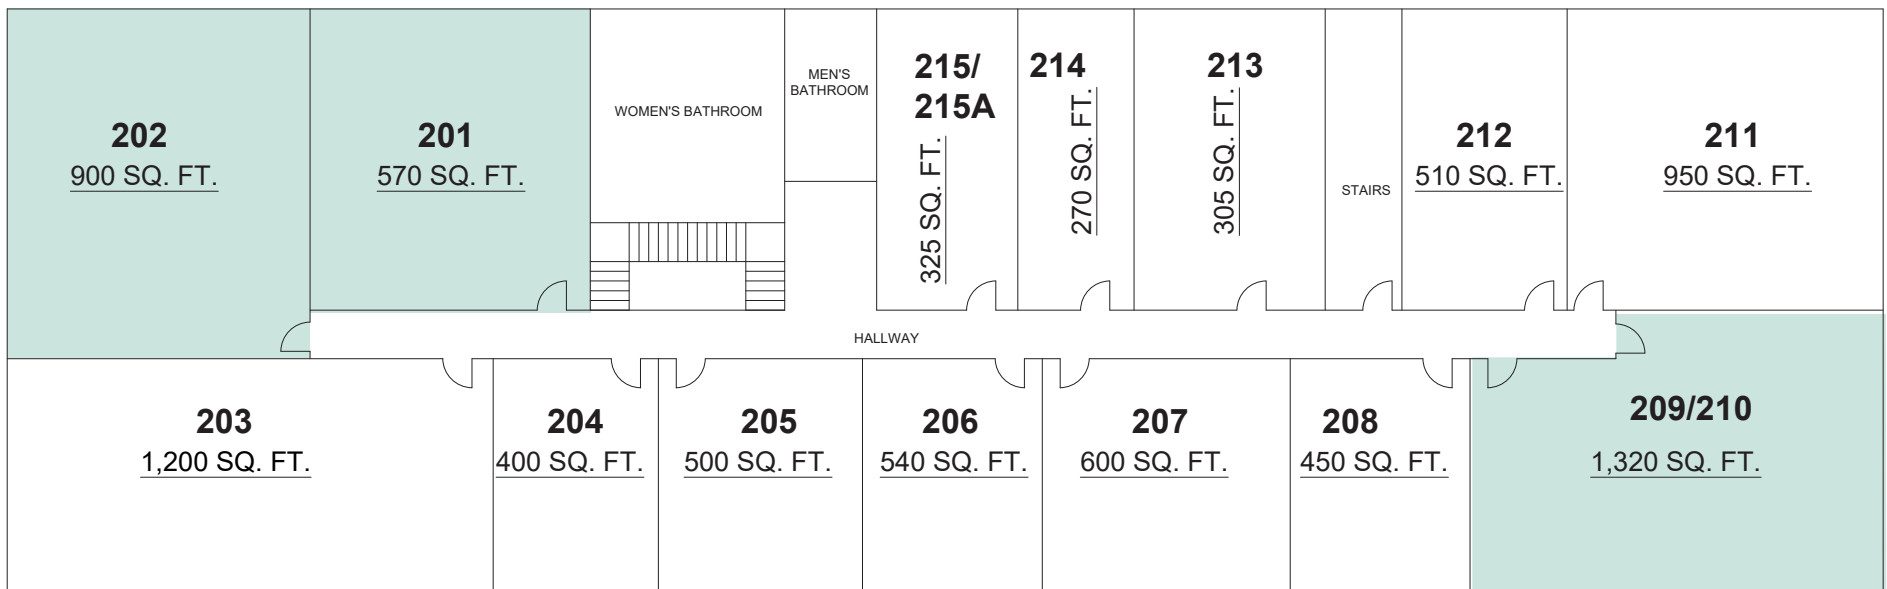 202
900 SQ. FT.
201
570 SQ. FT.
WOMEN'S BATHROOM
MEN'S
BATHROOM
215/
215A
325 SQ. FT.
214
270 SQ. FT.
213
305 SQ. FT.
STAIRS
212
510 SQ. FT.
211
950 SQ. FT.
HALLWAY
203
1,200 SQ. FT.
204
400 SQ. FT.
205
500 SQ. FT.
206
540 SQ. FT.
207
600 SQ. FT.
208
450 SQ. FT.
209/210
1,320 SQ. FT.